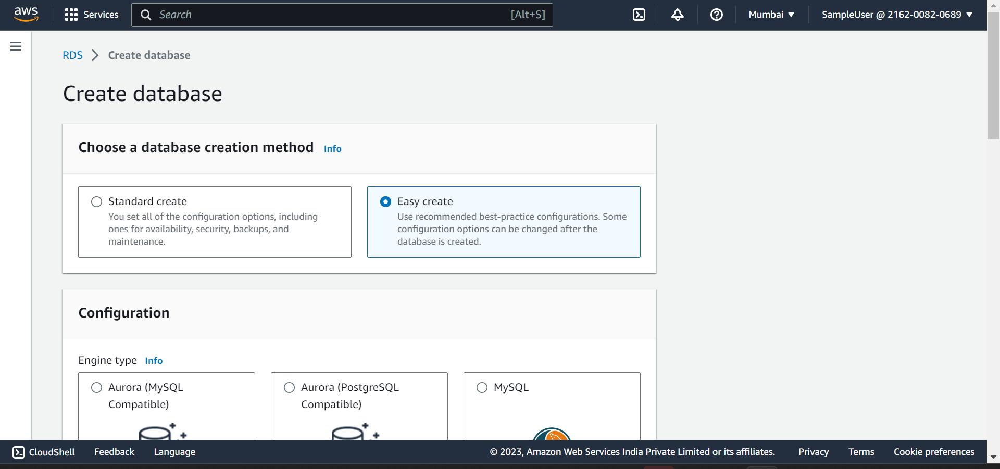 aws Services Search [Alt+S] Mumbai SampleUser @ 2162-0082-0689
RDS Create database
Create database
Choose a database creation method Info
Standard create
You set all of the configuration options, including
ones for availability, security, backups, and
maintenance.
Easy create
Use recommended best-practice configurations. Some
configuration options can be changed after the
database is created.
Configuration
Engine type Info
Aurora (MySQL
Compatible)
Aurora (PostgreSQL
Compatible)
MySQL
CloudShell Feedback Language © 2023, Amazon Web Services India Private Limited or its affiliates. Privacy Terms Cookie preferences